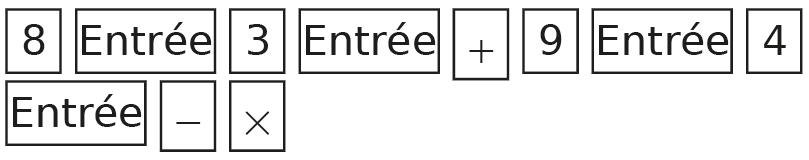 8 Entrée 3 Entrée + 9 Entrée 4
Entrée − ×